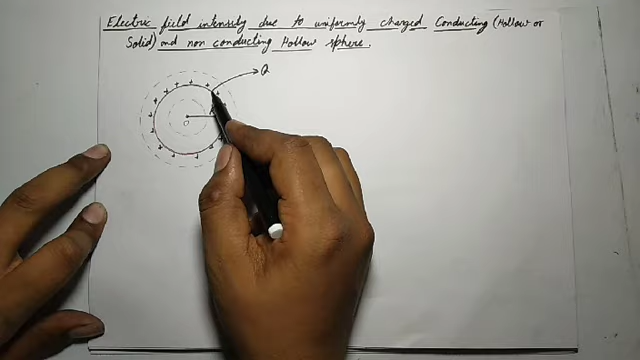 Electric field intensity due to uniformly charged Conducting (Hollow or
Solid) and non conducting Hollow sphere.
Q
O